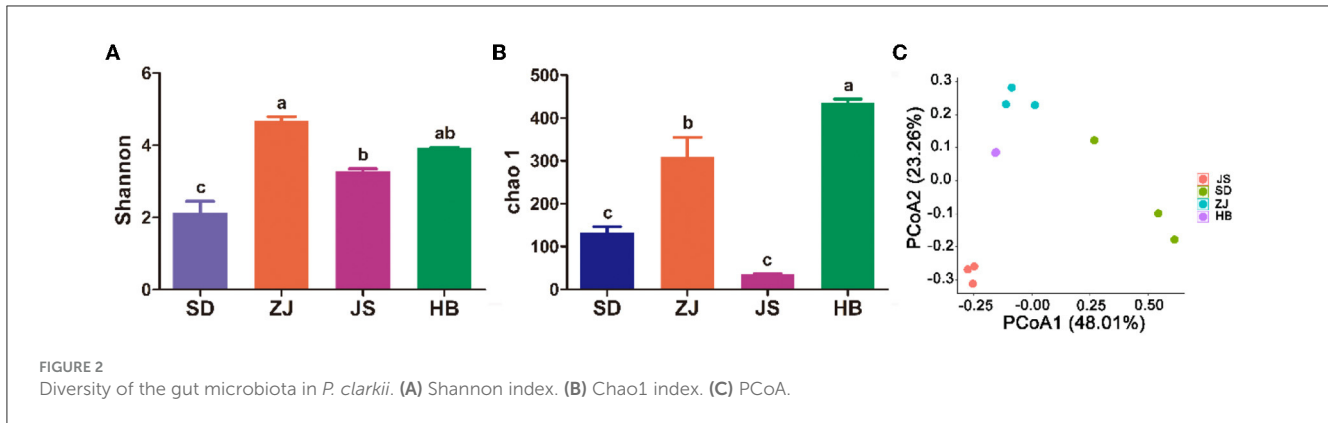 A
Shannon
6
4
2
0
c
a
b
ab
SD ZJ JS HB
B
chao 1
500
400
300
200
100
0
c
b
c
a
SD ZJ JS HB
C
PCoA2 (23.26%)
0.3
0.2
0.1
0.0
-0.1
-0.2
-0.3
-0.25 -0.00 0.25 0.50
PCoA1 (48.01%)
JS
SD
ZJ
HB
FIGURE 2
Diversity of the gut microbiota in P. clarkii. (A) Shannon index. (B) Chao1 index. (C) PCoA.